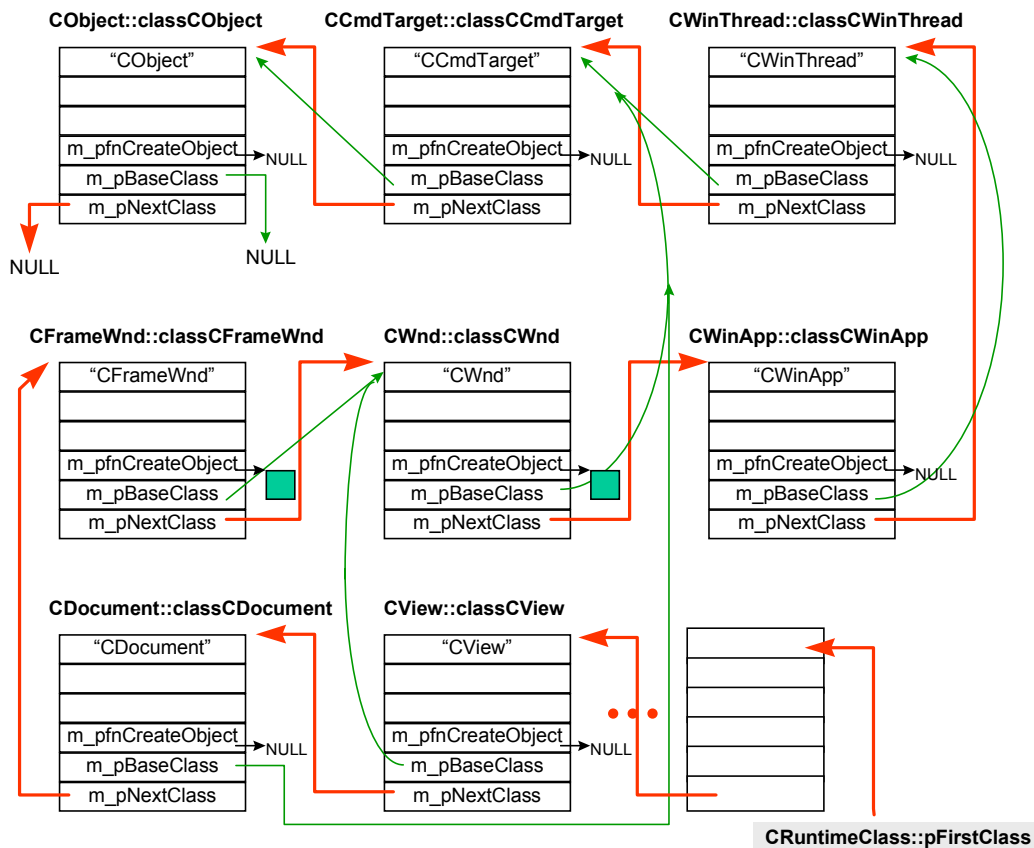 CObject::classCObject
“CObject”
m_pfnCreateObject
NULL
m_pBaseClass
m_pNextClass
NULL
NULL
CCmdTarget::classCCmdTarget
“CCmdTarget”
m_pfnCreateObject
NULL
m_pBaseClass
m_pNextClass
CWinThread::classCWinThread
“CWinThread”
m_pfnCreateObject
NULL
m_pBaseClass
m_pNextClass
CFrameWnd::classCFrameWnd
“CFrameWnd”
m_pfnCreateObject
m_pBaseClass
m_pNextClass
CWnd::classCWnd
“CWnd”
m_pfnCreateObject
m_pBaseClass
m_pNextClass
CWinApp::classCWinApp
“CWinApp”
m_pfnCreateObject
NULL
m_pBaseClass
m_pNextClass
CDocument::classCDocument
“CDocument”
m_pfnCreateObject
NULL
m_pBaseClass
m_pNextClass
CView::classCView
“CView”
m_pfnCreateObject
NULL
m_pBaseClass
m_pNextClass
CRuntimeClass::pFirstClass